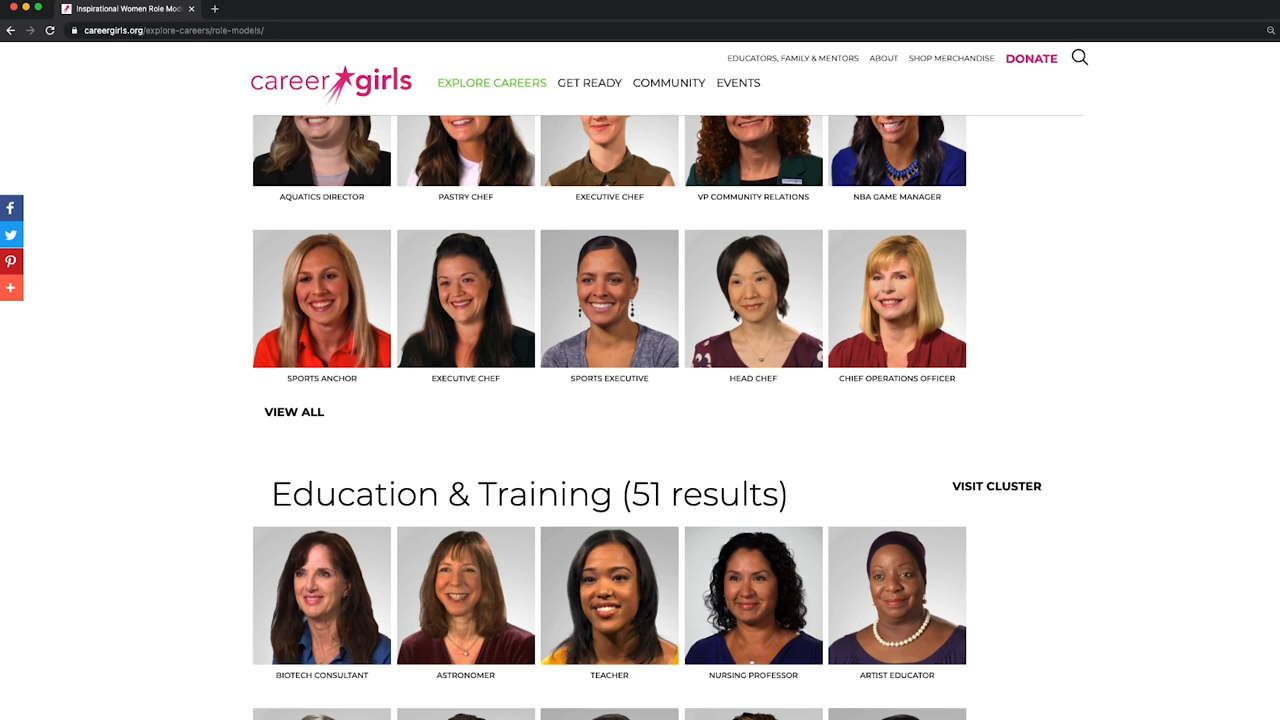 Inspirational Women Role Mod
careergirls.org/explore-careers/role-models/
EDUCATORS, FAMILY & MENTORS ABOUT SHOP MERCHANDISE DONATE
career girls
EXPLORE CAREERS GET READY COMMUNITY EVENTS
AQUATICS DIRECTOR PASTRY CHEF EXECUTIVE CHEF VP COMMUNITY RELATIONS NBA GAME MANAGER
SPORTS ANCHOR EXECUTIVE CHEF SPORTS EXECUTIVE HEAD CHEF CHIEF OPERATIONS OFFICER
VIEW ALL
Education & Training (51 results)
VISIT CLUSTER
BIOTECH CONSULTANT ASTRONOMER TEACHER NURSING PROFESSOR ARTIST EDUCATOR